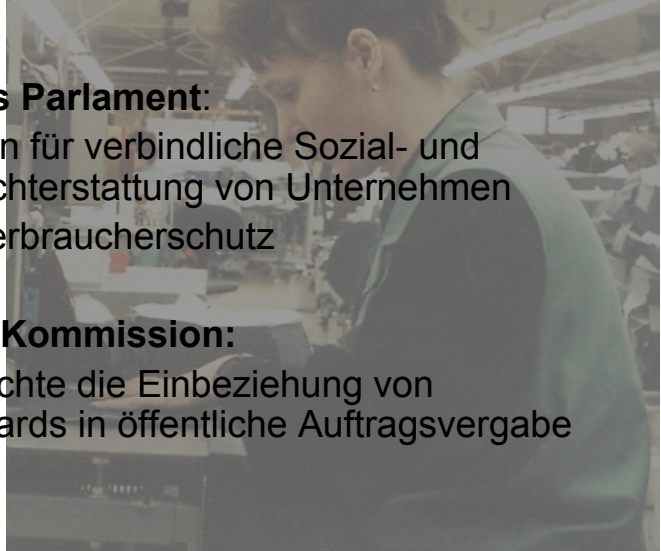 s Parlament:
n für verbindliche Sozial- und
chterstattung von Unternehmen
erbraucherschutz
Kommission:
chte die Einbeziehung von
ards in öffentliche Auftragsvergabe